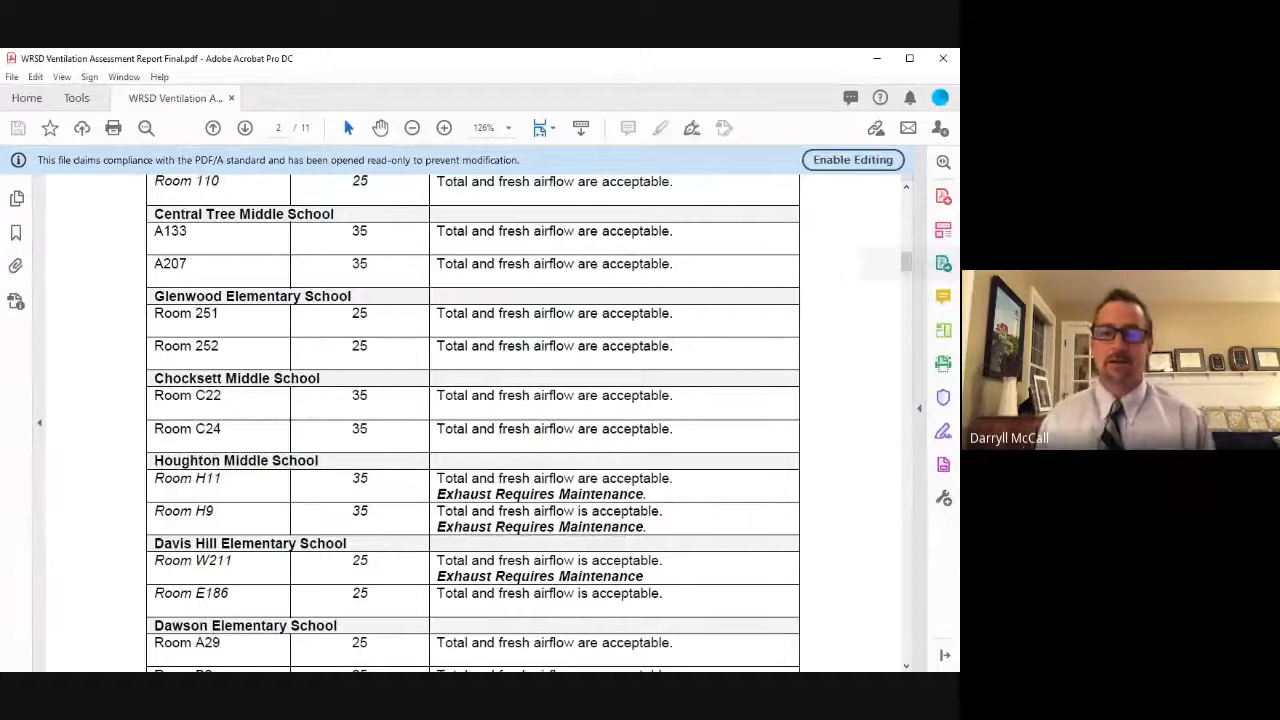 WRSD Ventilation Assessment Report Final.pdf - Adobe Acrobat Pro DC
File Edit View Sign Window Help
Home Tools WRSD Ventilation A... ×
2 / 11 126%
This file claims compliance with the PDF/A standard and has been opened read-only to prevent modification. Enable Editing
Room 110 25 Total and fresh airflow are acceptable.
Central Tree Middle School
A133 35 Total and fresh airflow are acceptable.
A207 35 Total and fresh airflow are acceptable.
Glenwood Elementary School
Room 251 25 Total and fresh airflow are acceptable.
Room 252 25 Total and fresh airflow are acceptable.
Chocksett Middle School
Room C22 35 Total and fresh airflow are acceptable.
Room C24 35 Total and fresh airflow are acceptable.
Houghton Middle School
Room H11 35 Total and fresh airflow are acceptable.
Exhaust Requires Maintenance.
Room H9 35 Total and fresh airflow is acceptable.
Exhaust Requires Maintenance.
Davis Hill Elementary School
Room W211 25 Total and fresh airflow is acceptable.
Exhaust Requires Maintenance
Room E186 25 Total and fresh airflow is acceptable.
Dawson Elementary School
Room A29 25 Total and fresh airflow are acceptable.
Darryll McCall